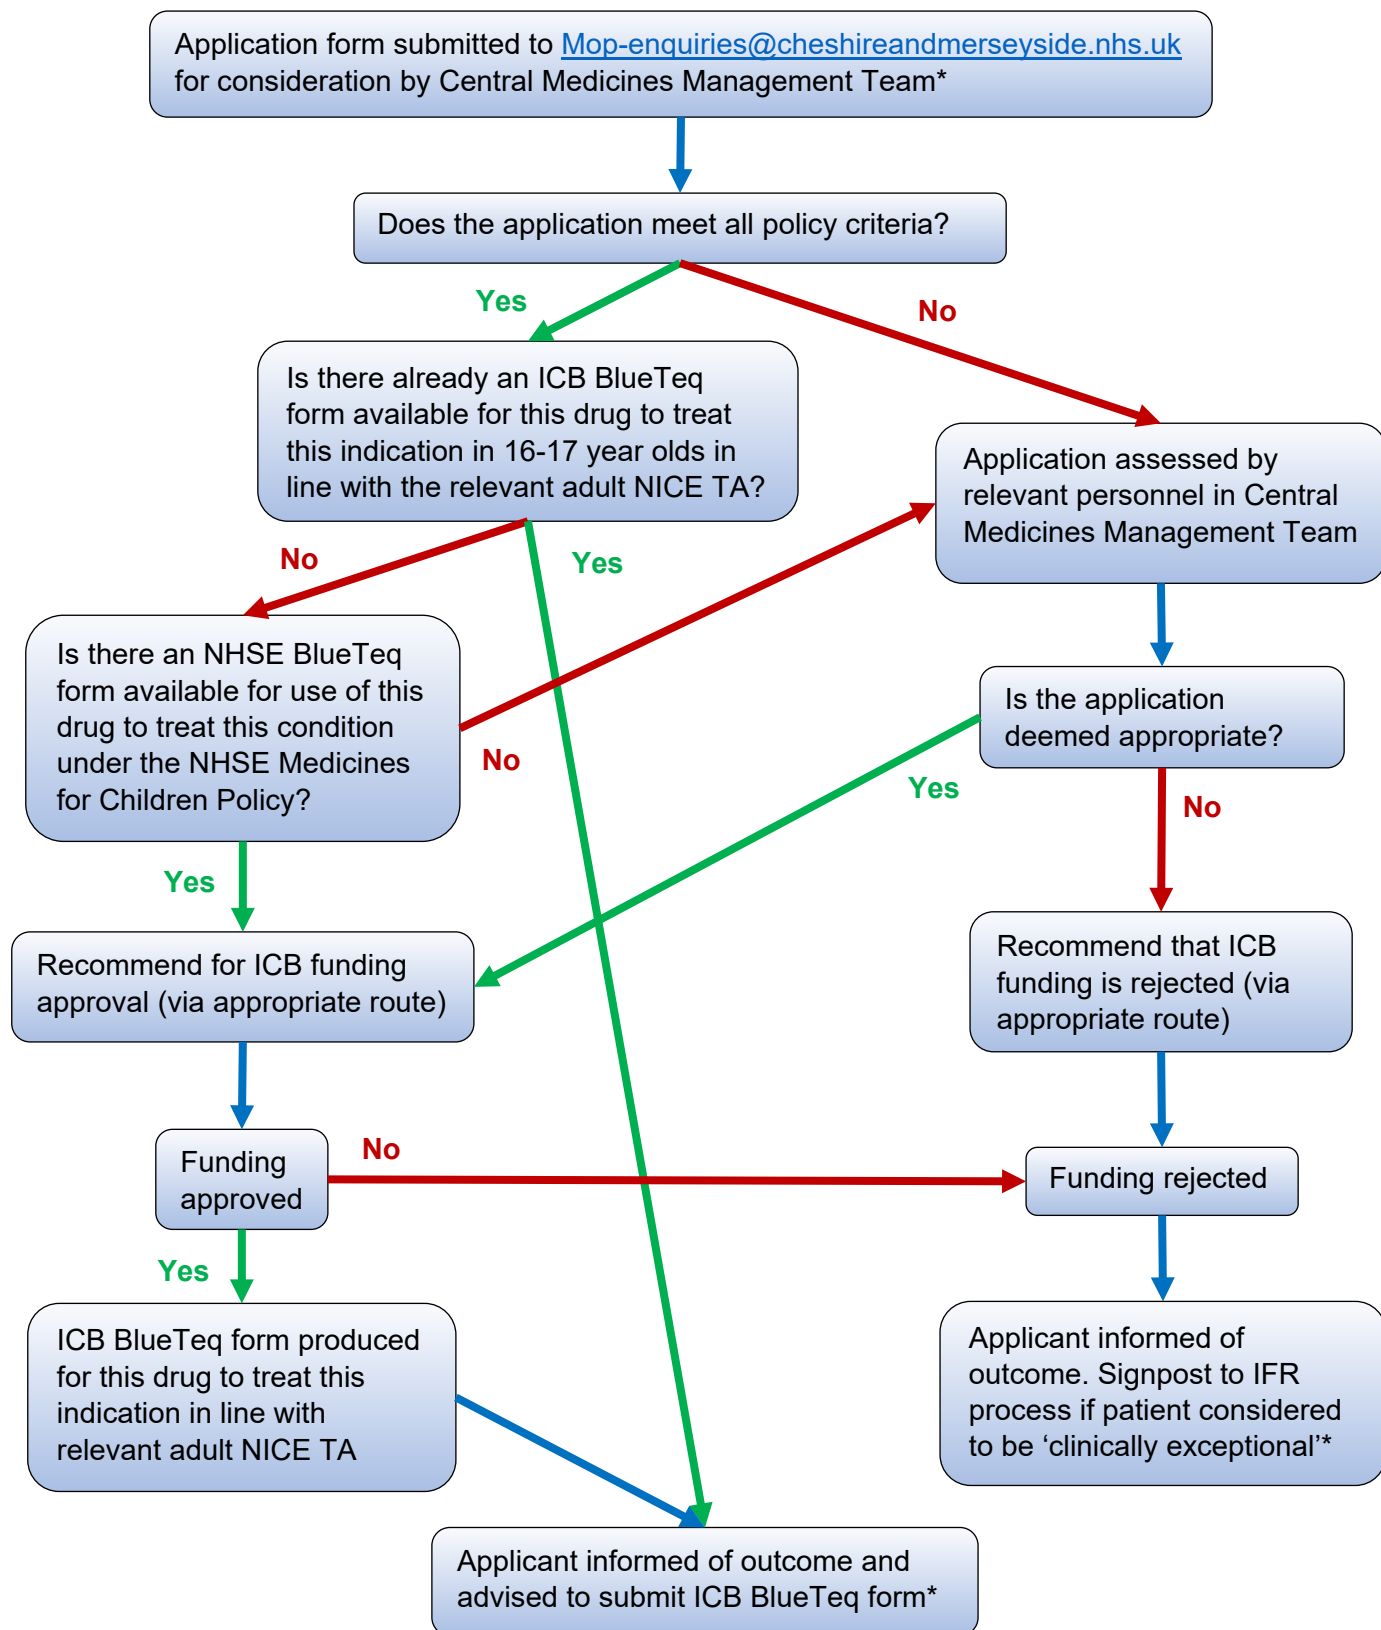 Application form submitted to Mop-enquiries@cheshireandmerseyside.nhs.uk
for consideration by Central Medicines Management Team*
Does the application meet all policy criteria?
Yes
No
Is there already an ICB BlueTeq
form available for this drug to treat
this indication in 16-17 year olds in
line with the relevant adult NICE TA?
Application assessed by
relevant personnel in Central
Medicines Management Team
No
Yes
Is there an NHSE BlueTeq
form available for use of this
drug to treat this condition
under the NHSE Medicines
for Children Policy?
No
Is the application
deemed appropriate?
Yes
No
Yes
Recommend for ICB funding
approval (via appropriate route)
Recommend that ICB
funding is rejected (via
appropriate route)
Funding
approved
No
Funding rejected
Yes
ICB BlueTeq form produced
for this drug to treat this
indication in line with
relevant adult NICE TA
Applicant informed of
outcome. Signpost to IFR
process if patient considered
to be ‘clinically exceptional’*
Applicant informed of outcome and
advised to submit ICB BlueTeq form*